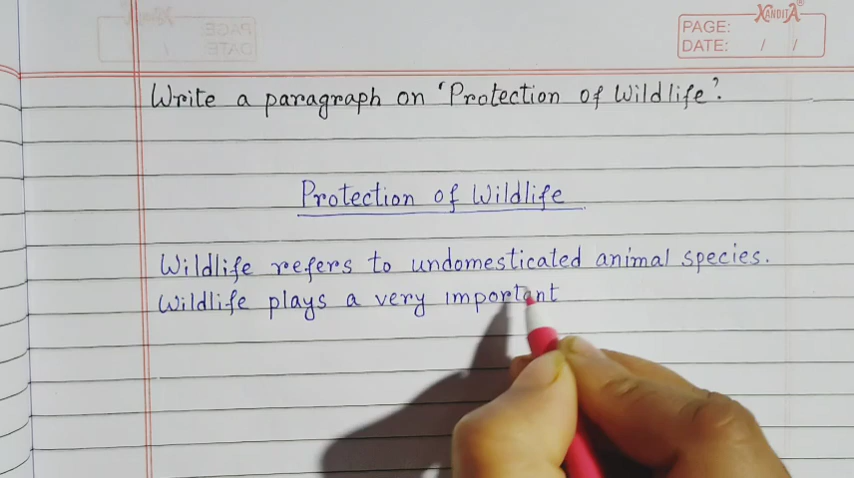 XANDITA®
PAGE:
DATE: / /
Write a paragraph on 'Protection of Wildlife'.
Protection of Wildlife
Wildlife refers to undomesticated animal species.
Wildlife plays a very important